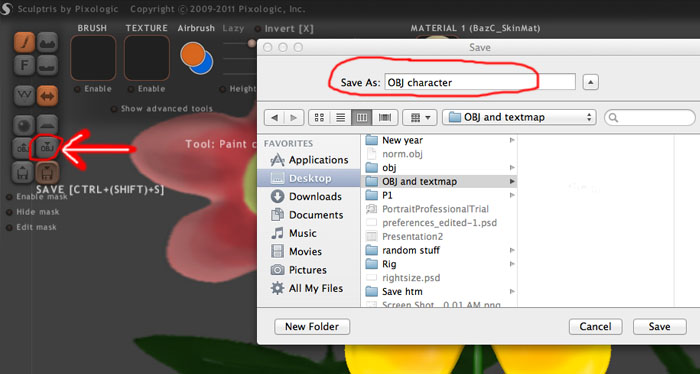 Sculptris by Pixologic Copyright © 2009-2011 Pixologic, Inc.
BRUSH
TEXTURE
Airbrush
Lazy
Invert [X]
MATERIAL 1 (BazC_SkinMat)
Enable
Enable
Height
Show advanced tools
Tool: Paint c
OBJ
OBJ
SAVE [CTRL+(SHIFT)+S]
Enable mask
Hide mask
Edit mask
Save
Save As: OBJ character
OBJ and textmap
FAVORITES
Applications
Desktop
Downloads
Documents
Music
Movies
Pictures
All My Files
New year
norm.obj
obj
OBJ and textmap
P1
PortraitProfessionalTrial
preferences_edited-1.psd
Presentation2
random stuff
Rig
rightsize.psd
Save htm
Screen Shot ...0.01 AM.png
New Folder
Cancel
Save